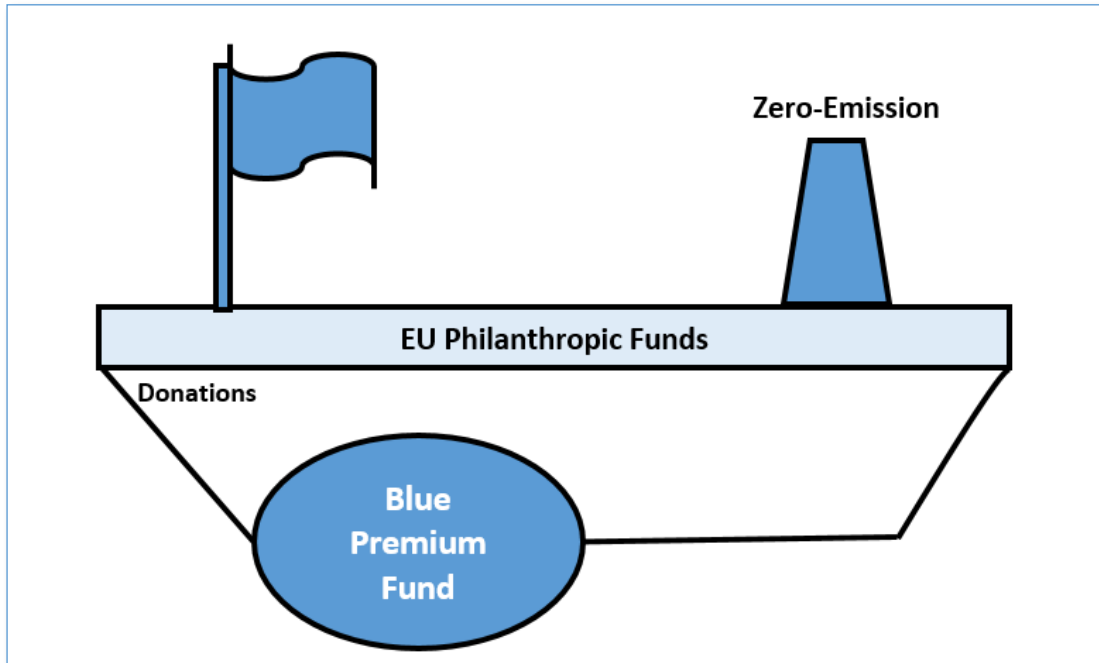 Zero-Emission
EU Philanthropic Funds
Donations
Blue
Premium
Fund